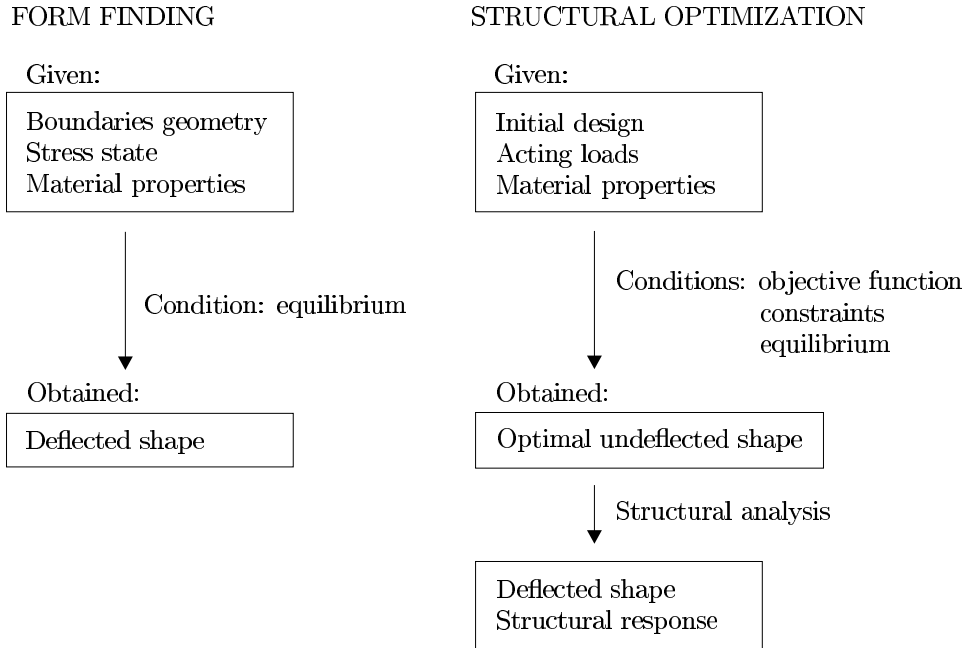 FORM FINDING
Given:
Boundaries geometry
Stress state
Material properties
Condition: equilibrium
Obtained:
Deflected shape
STRUCTURAL OPTIMIZATION
Given:
Initial design
Acting loads
Material properties
Conditions: objective function
constraints
equilibrium
Obtained:
Optimal undeflected shape
Structural analysis
Deflected shape
Structural response